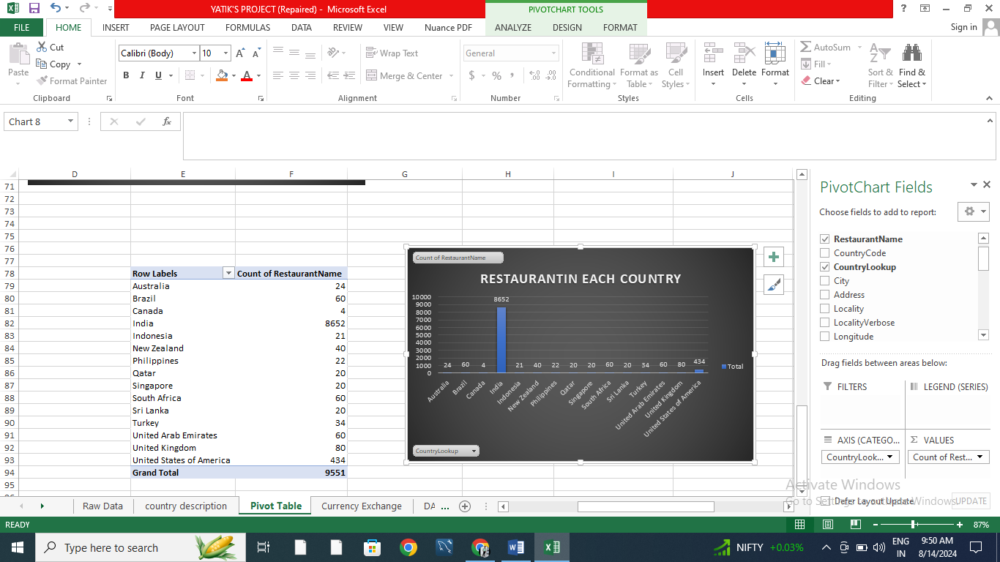 YATIK'S PROJECT (Repaired) - Microsoft Excel
PIVOTCHART TOOLS
?
FILE HOME INSERT PAGE LAYOUT FORMULAS DATA REVIEW VIEW Nuance PDF ANALYZE DESIGN FORMAT Sign in
Paste
Cut
Copy
Format Painter
Clipboard
Calibri (Body) 10 A A
B I U A
Font
Wrap Text
Merge & Center
Alignment
General
$ % ,
Number
Conditional Formatting
Format as Table
Cell Styles
Styles
Insert Delete Format
Cells
AutoSum
Fill
Clear
Sort & Filter
Find & Select
Editing
Chart 8
fx
D E F G H I J
71
72
73
74
75
76
77
78 Row Labels Count of RestaurantName
79 Australia 24
80 Brazil 60
81 Canada 4
82 India 8652
83 Indonesia 21
84 New Zealand 40
85 Philippines 22
86 Qatar 20
87 Singapore 20
88 South Africa 60
89 Sri Lanka 20
90 Turkey 34
91 United Arab Emirates 60
92 United Kingdom 80
93 United States of America 434
94 Grand Total 9551
95
Count of RestaurantName
RESTAURANTIN EACH COUNTRY
10000
9000
8000
7000
6000
5000
4000
3000
2000
1000
0
24 60 4 8652 21 40 22 20 20 60 20 34 60 80 434
Australia
Brazil
Canada
India
Indonesia
New Zealand
Philippines
Qatar
Singapore
South Africa
Sri Lanka
Turkey
United Arab Emirates
United Kingdom
United States of America
Total
CountryLookup
PivotChart Fields
Choose fields to add to report:
RestaurantName
CountryCode
CountryLookup
City
Address
Locality
LocalityVerbose
Longitude
Drag fields between areas below:
FILTERS
LEGEND (SERIES)
AXIS (CATEGO...
VALUES
CountryLook...
Count of Rest...
Activate Windows
Go to Settings to activate Windows.
Defer Layout Update
UPDATE
Raw Data country description Pivot Table Currency Exchange DA ...
READY
87%
Type here to search
NIFTY +0.03%
ENG
IN
9:50 AM
8/14/2024